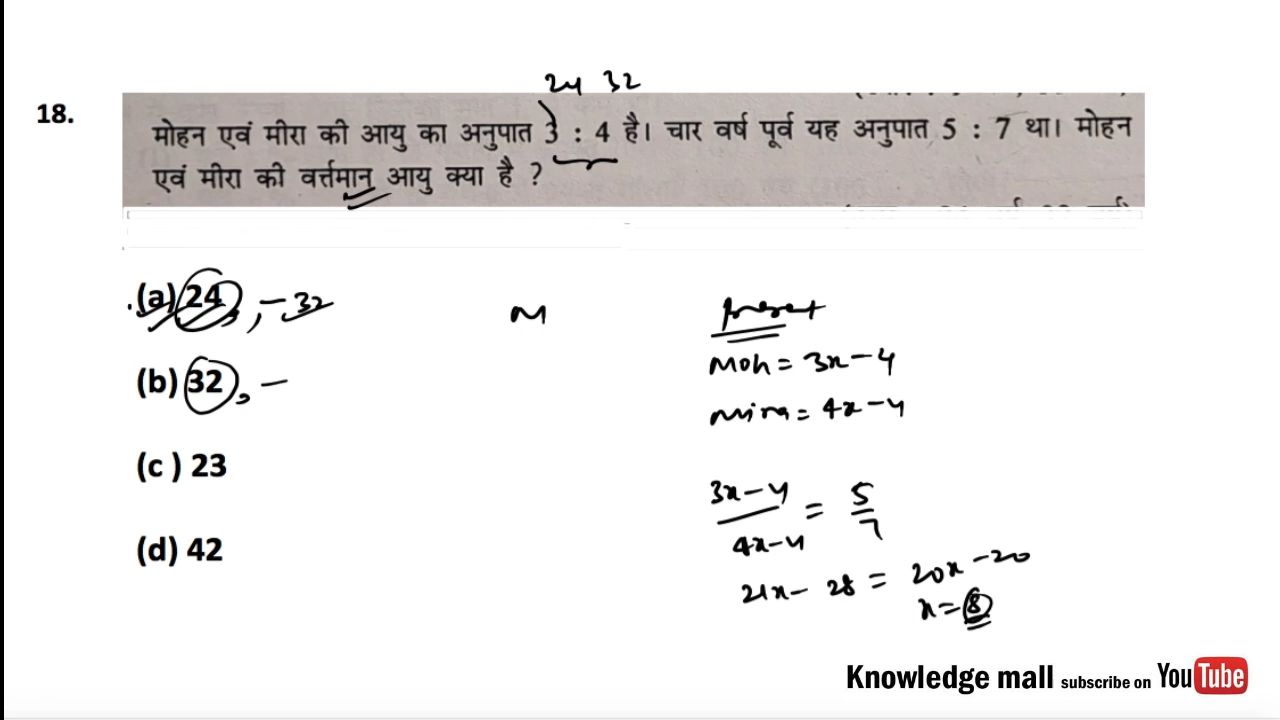 24 32
18.
मोहन एवं मीरा की आयु का अनुपात 3 : 4 है। चार वर्ष पूर्व यह अनुपात 5 : 7 था। मोहन
एवं मीरा की वर्त्तमान आयु क्या है ?
.(a) 24, – 32
(b) 32, –
(c ) 23
(d) 42
M
present
Moh = 3x – 4
Mira = 4x – 4
3x – 4
4x – 4
= 5
7
21x – 28 = 20x – 20
x = 8
Knowledge mall subscribe on YouTube